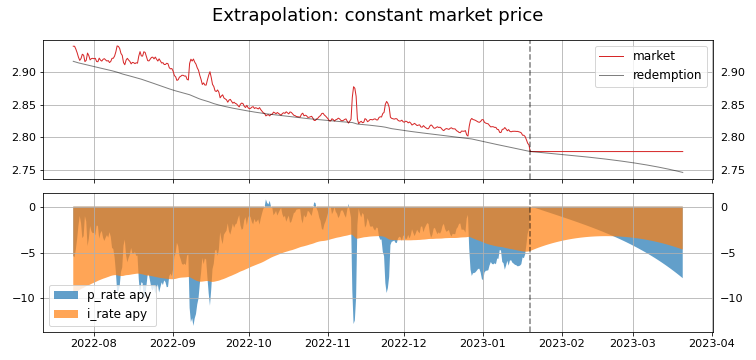 Extrapolation: constant market price
2.90
2.85
2.80
2.75
market
redemption
2.90
2.85
2.80
2.75
0
−5
−10
p_rate apy
i_rate apy
0
−5
−10
2022-08 2022-09 2022-10 2022-11 2022-12 2023-01 2023-02 2023-03 2023-04